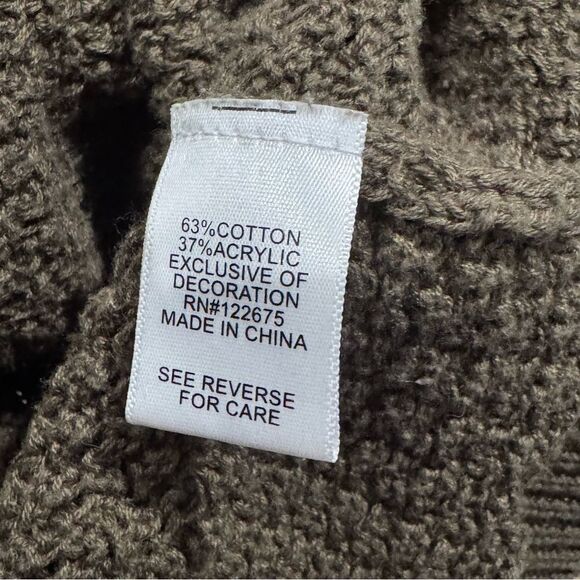 63%COTTON
37%ACRYLIC
EXCLUSIVE OF
DECORATION
RN#122675
MADE IN CHINA
SEE REVERSE
FOR CARE